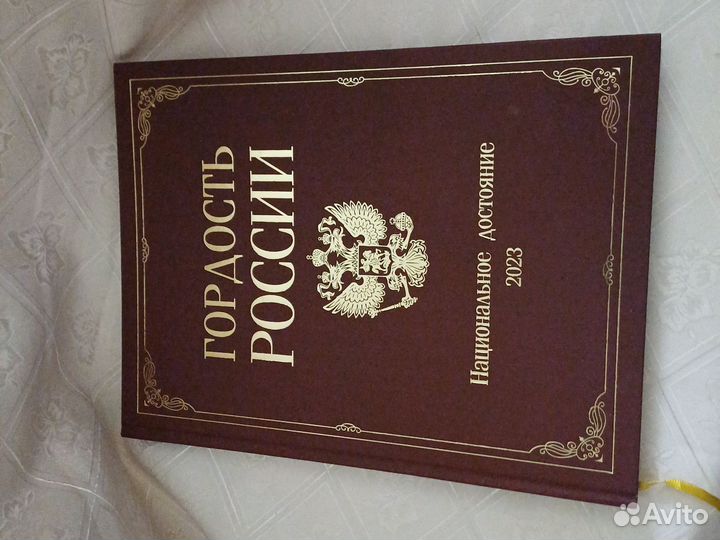 ГОРДОСТЬ
РОССИИ
Национальное достояние
2023
Avito